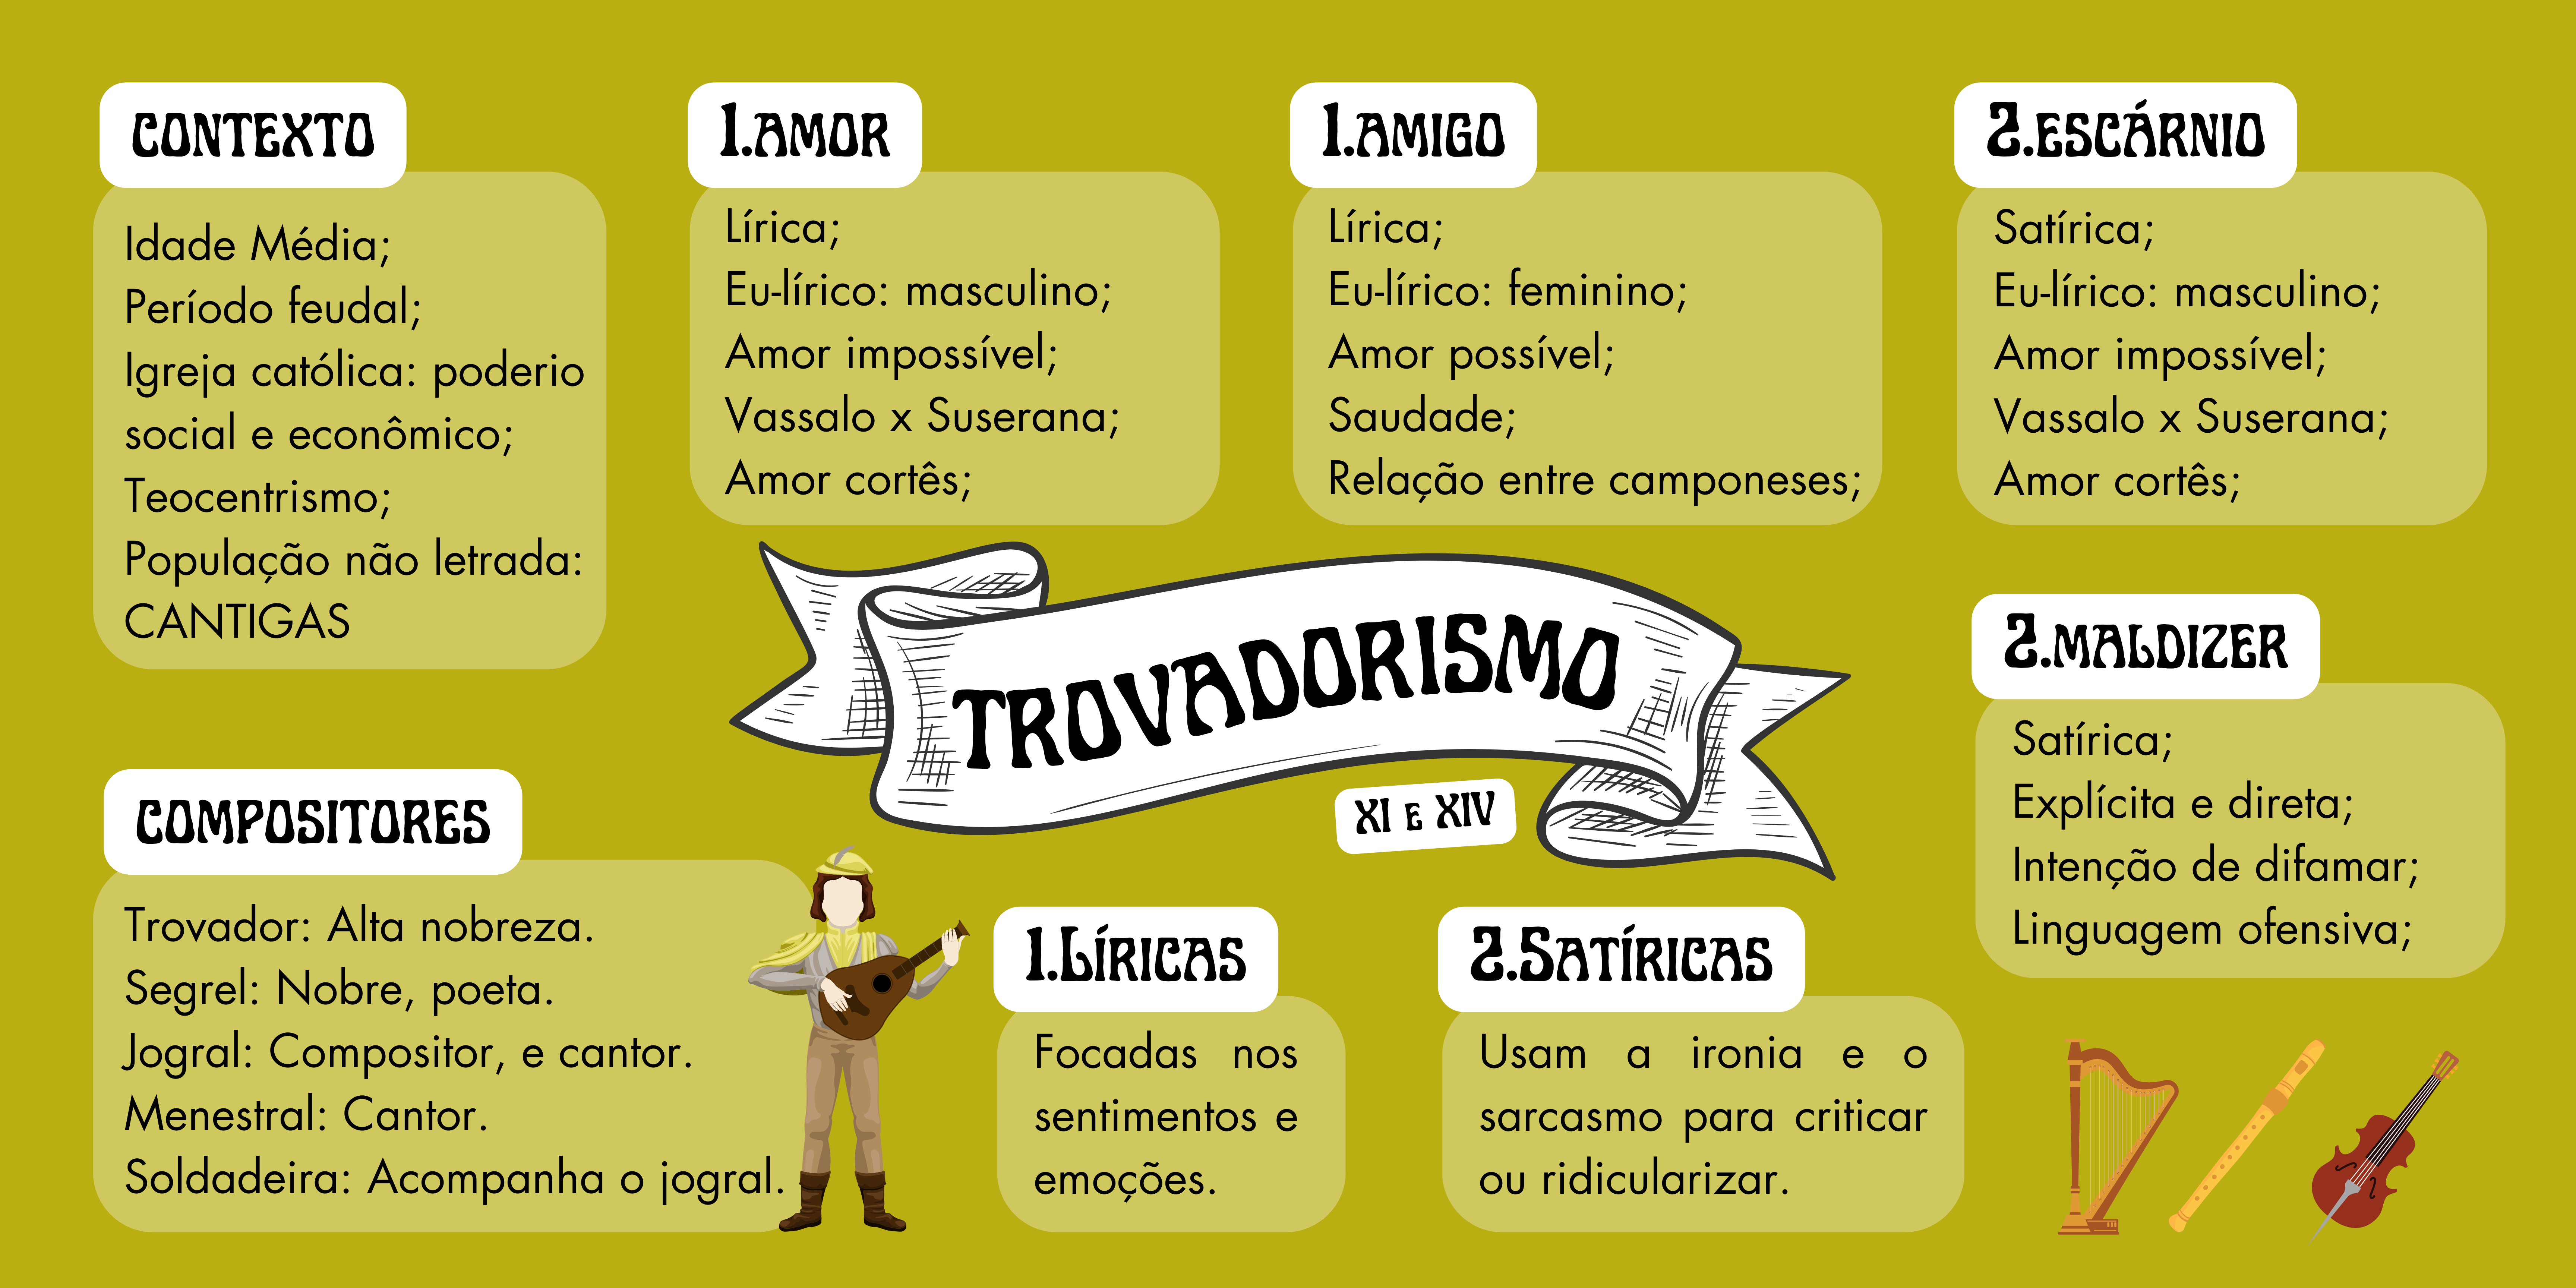 CONTEXTO
Idade Média;
Período feudal;
Igreja católica: poderio
social e econômico;
Teocentrismo;
População não letrada:
CANTIGAS
1.AMOR
Lírica;
Eu-lírico: masculino;
Amor impossível;
Vassalo x Suserana;
Amor cortês;
1.AMIGO
Lírica;
Eu-lírico: feminino;
Amor possível;
Saudade;
Relação entre camponeses;
2.ESCÁRNIO
Satírica;
Eu-lírico: masculino;
Amor impossível;
Vassalo x Suserana;
Amor cortês;
TROVADORISMO
XI E XIV
2.MALDIZER
Satírica;
Explícita e direta;
Intenção de difamar;
Linguagem ofensiva;
COMPOSITORES
Trovador: Alta nobreza.
Segrel: Nobre, poeta.
Jogral: Compositor, e cantor.
Menestral: Cantor.
Soldadeira: Acompanha o jogral.
1.LÍRICAS
Focadas nos
sentimentos e
emoções.
2.SATÍRICAS
Usam a ironia e o
sarcasmo para criticar
ou ridicularizar.